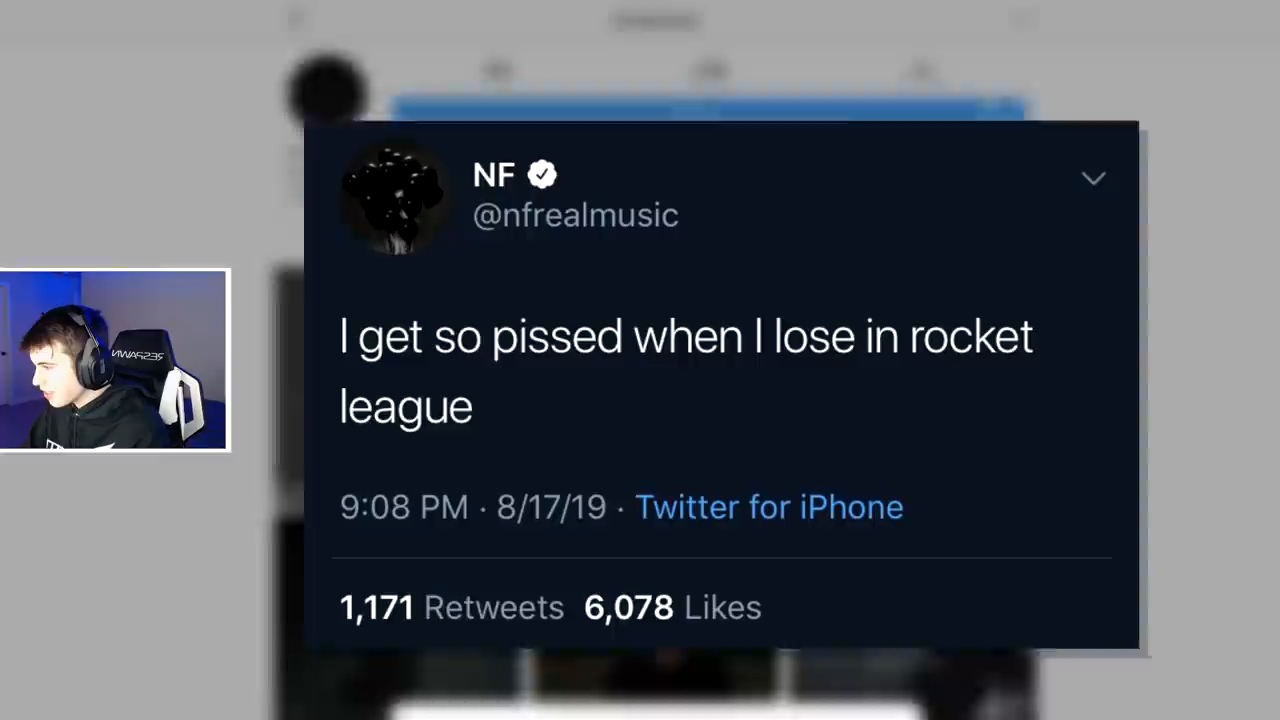 NF
@nfrealmusic
I get so pissed when I lose in rocket
league
9:08 PM · 8/17/19 · Twitter for iPhone
1,171 Retweets 6,078 Likes
RESPAWN